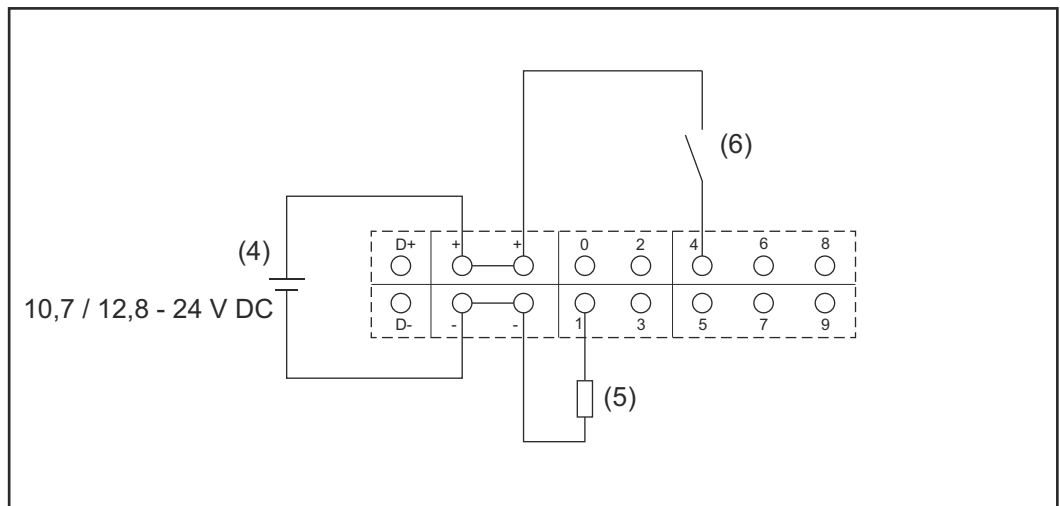 (6)
(4)
10,7 / 12,8 - 24 V DC
D+ + + 0 2 4 6 8
D- - - 1 3 5 7 9
(5)